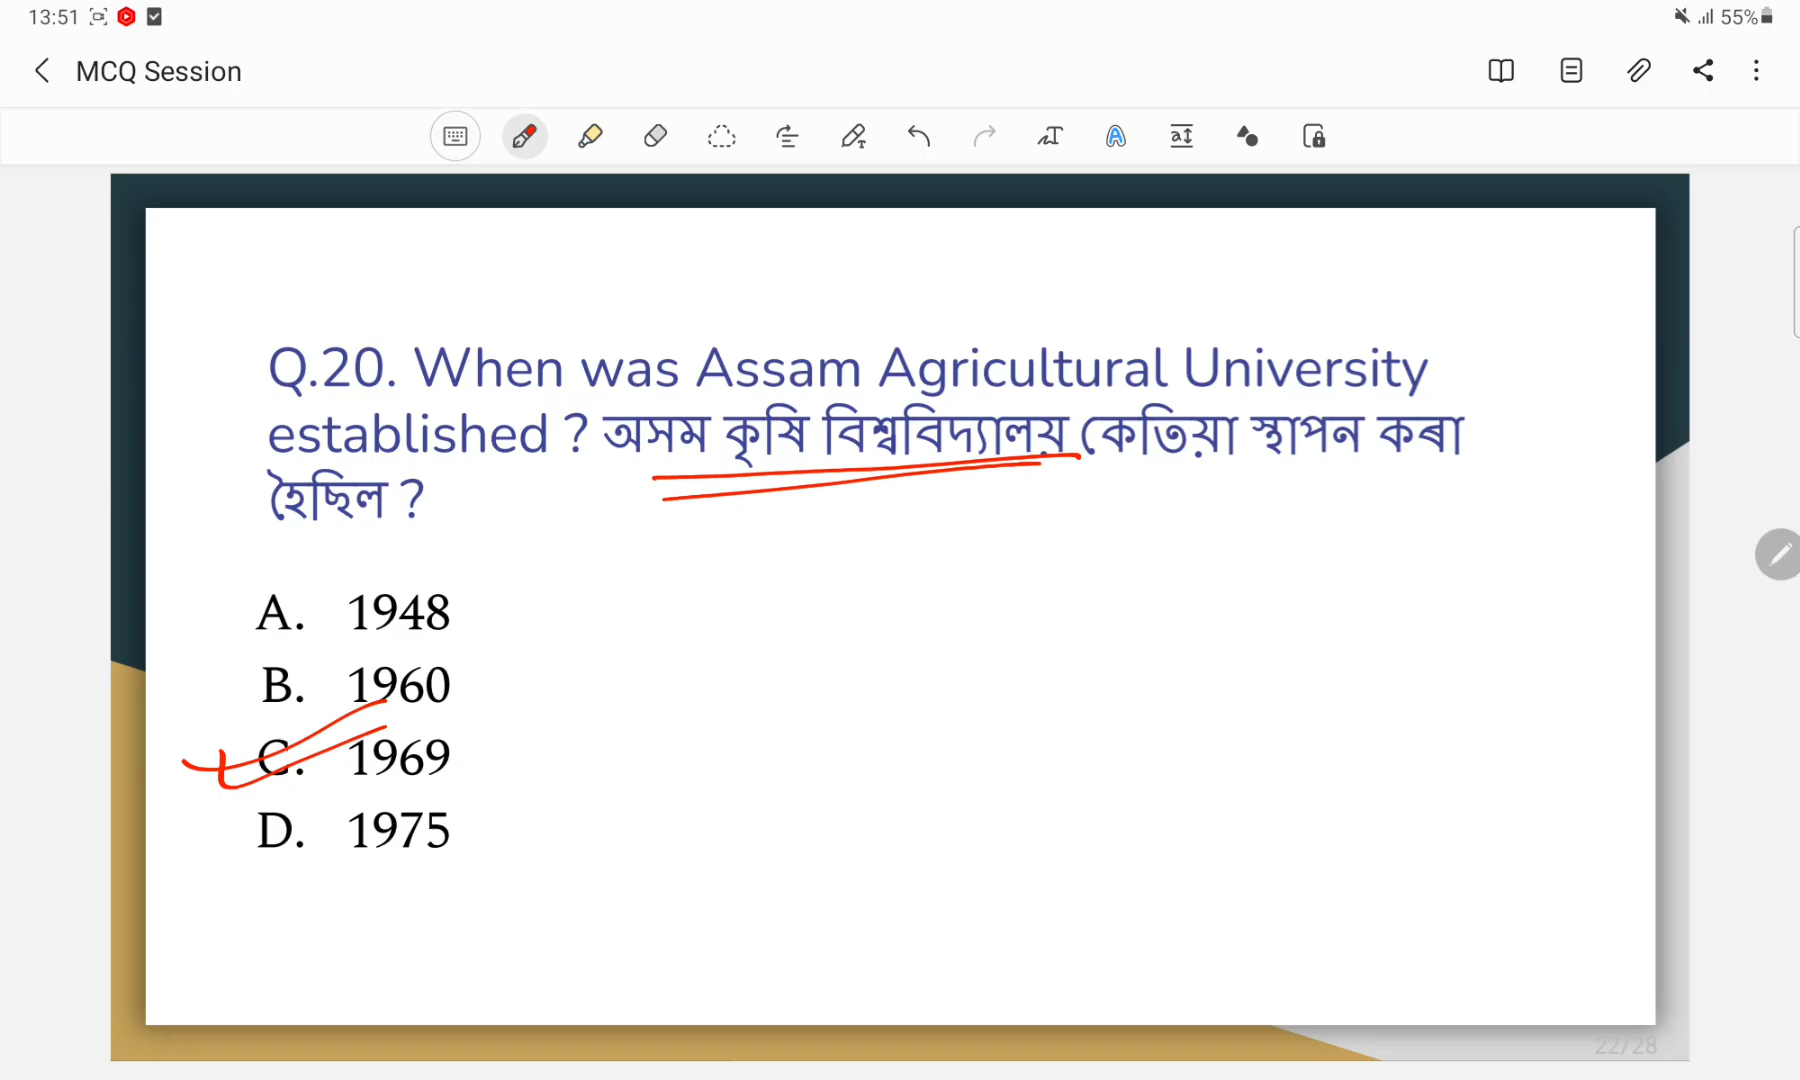 13:51
55%
MCQ Session
Q.20. When was Assam Agricultural University
established ? অসম কৃষি বিশ্ববিদ্যালয় কেতিয়া স্থাপন কৰা
হৈছিল ?
A. 1948
B. 1960
C. 1969
D. 1975
22/28